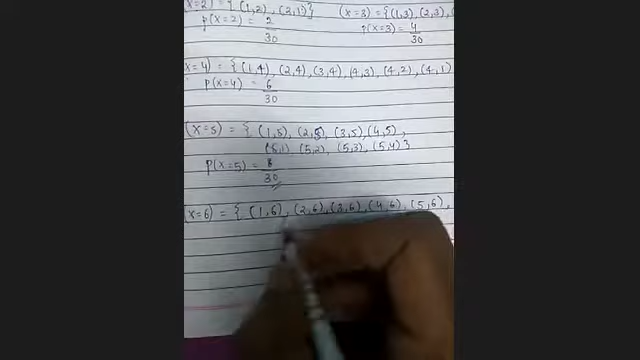 (x=2) = { (1,2), (2,1)}
p(x=2) = 2/30
(x=3) = {(1,3), (2,3),
p(x=3) = 4/30
x=4) = { (1,4), (2,4), (3,4), (4,3), (4,2), (4,1)
p(x=4) = 6/30
(x=5) = { (1,5), (2,5), (3,5), (4,5),
(5,1) (5,2), (5,3), (5,4)}
p(x=5) = 8/30
(x=6) = { (1,6), (2,6), (3,6), (4,6), (5,6),